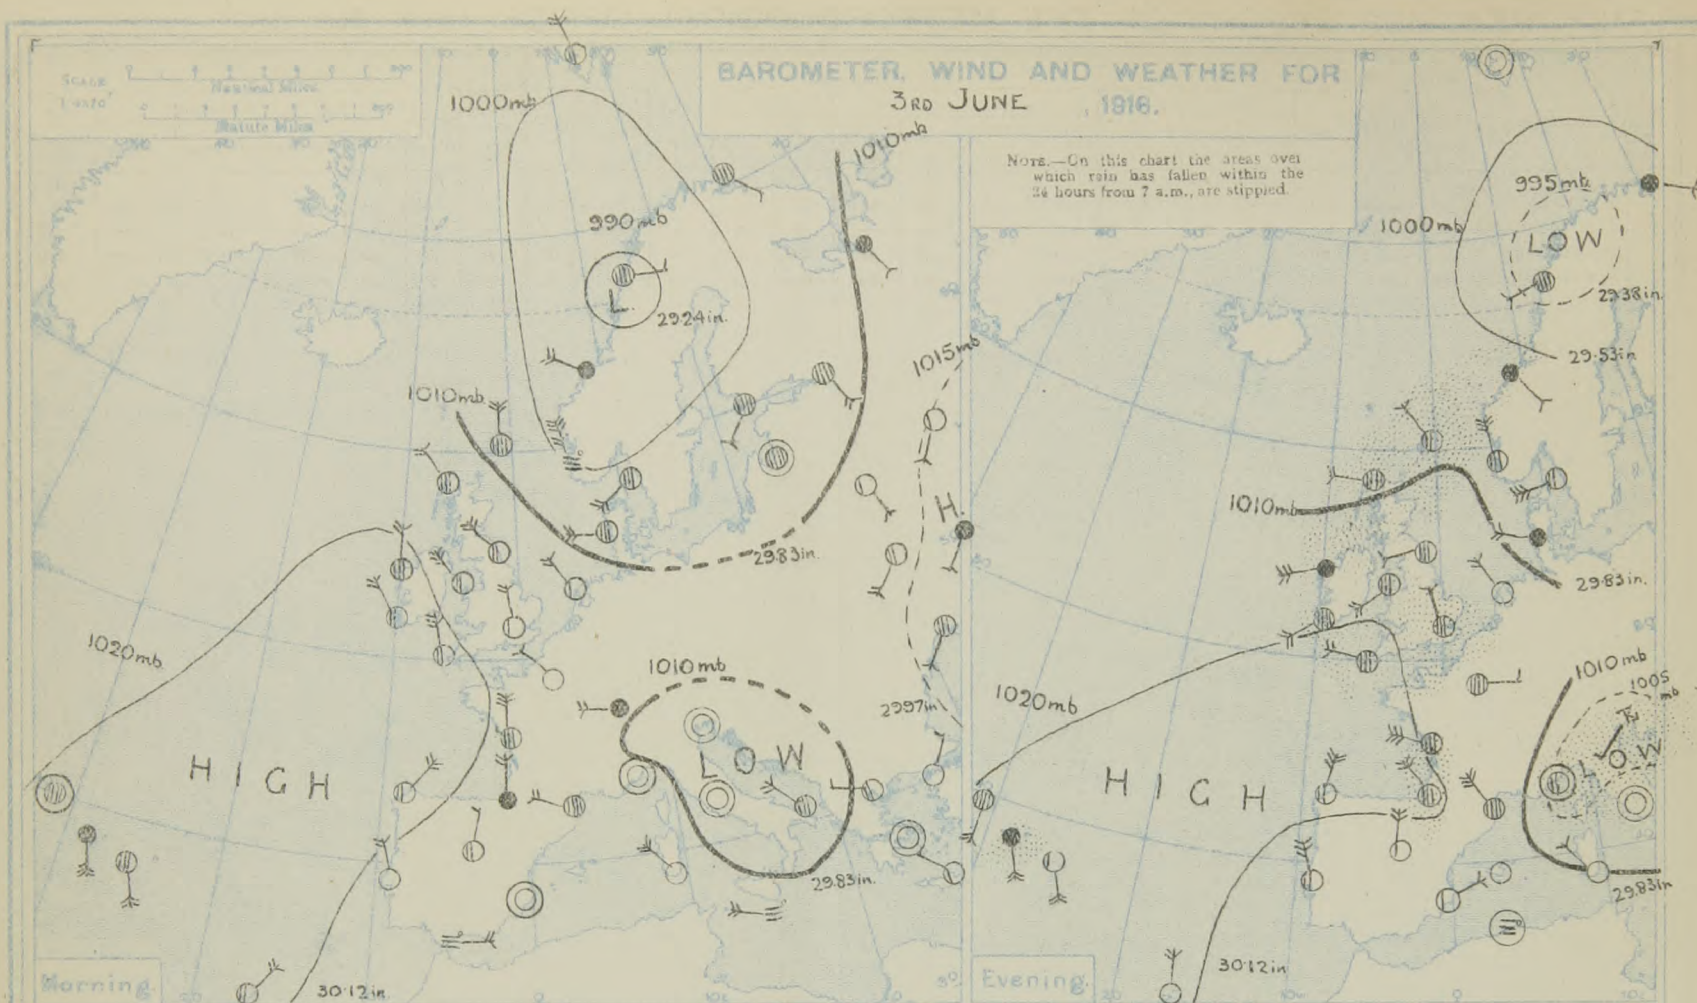 SCALE
Nautical Miles
Statute Miles
BAROMETER, WIND AND WEATHER FOR
3RD JUNE , 1916.
NOTE.—On this chart the areas over
which rain has fallen within the
24 hours from 7 a.m., are stippled.
1000mb
1010mb
990mb
L.
29.24in.
1010mb
1015mb
H.
29.83in.
1020mb
1010mb
29.97in
HIGH
LOW
29.83in.
30.12in
Morning.
995mb
1000mb
LOW
29.38in.
29.53in
1010mb
29.83in.
1010mb
1005
mb
1020mb
HIGH
LOW
29.83in
30.12in
Evening.